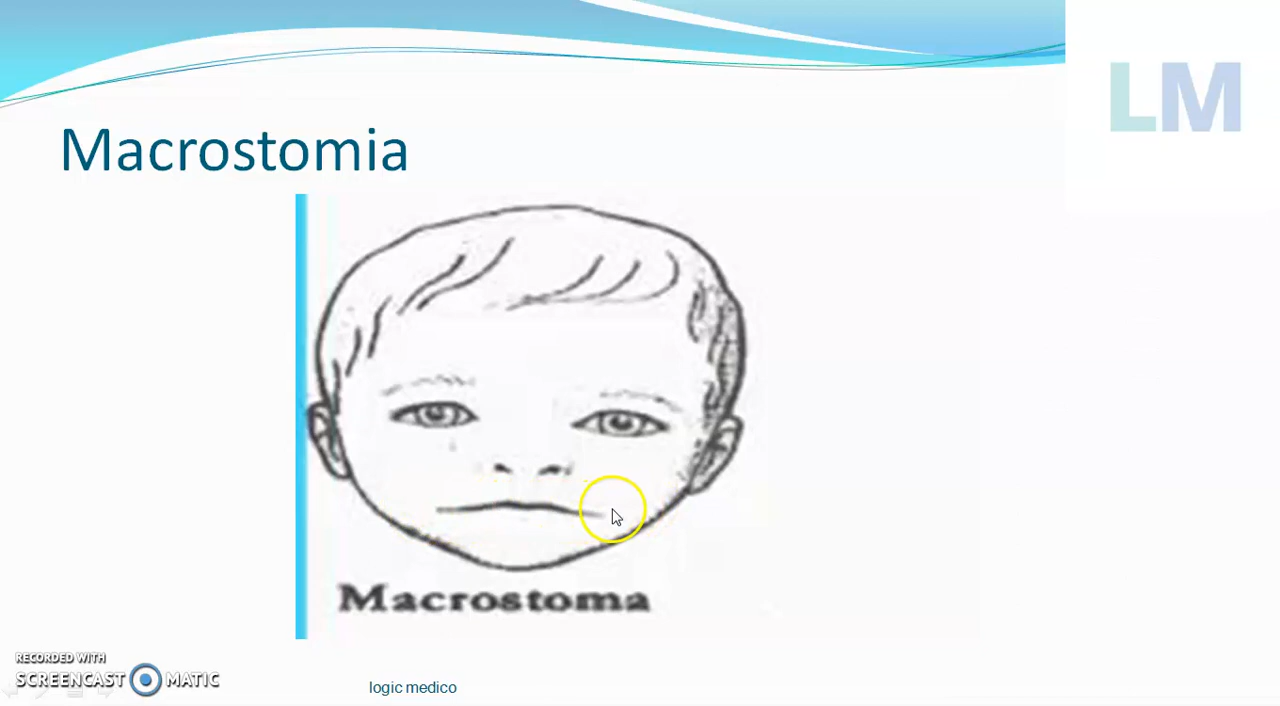 LM
Macrostomia
Macrostoma
RECORDED WITH
SCREENCAST MATIC
logic medico